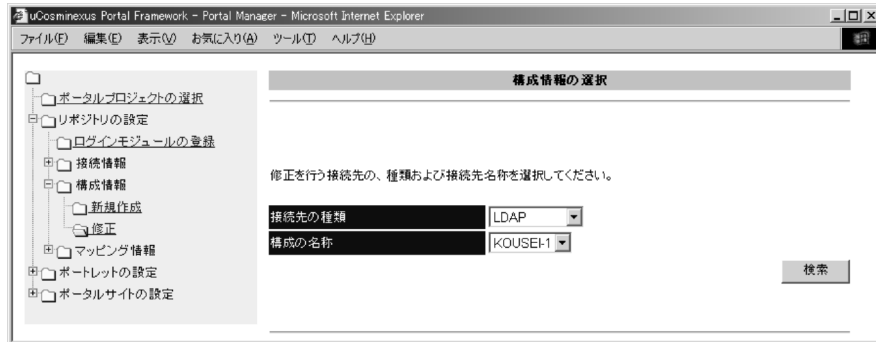 uCosminexus Portal Framework - Portal Manager - Microsoft Internet Explorer
ファイル(F) 編集(E) 表示(V) お気に入り(A) ツール(T) ヘルプ(H)
ポータルプロジェクトの選択
リポジトリの設定
ログインモジュールの登録
接続情報
構成情報
新規作成
修正
マッピング情報
ポートレットの設定
ポータルサイトの設定
構成情報の選択
修正を行う接続先の、種類および接続先名称を選択してください。
接続先の種類 LDAP
構成の名称 KOUSEI-1
検索